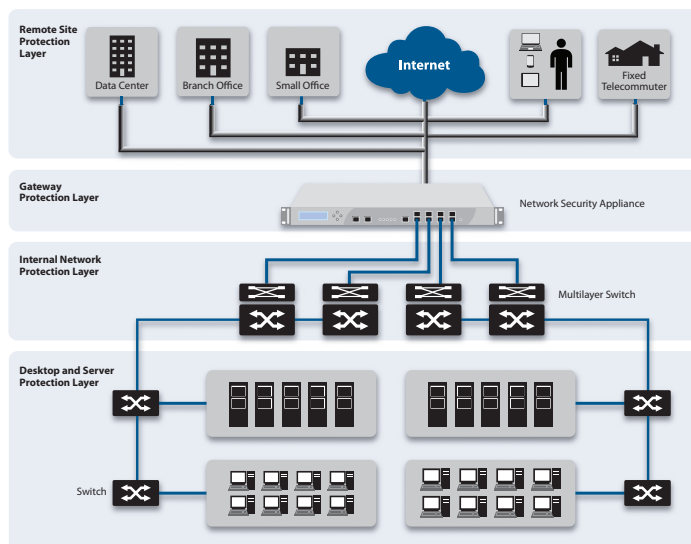 Remote Site
Protection
Layer
Data Center
Branch Office
Small Office
Internet
Fixed
Telecommuter
Gateway
Protection Layer
Network Security Appliance
Internal Network
Protection Layer
Multilayer Switch
Desktop and Server
Protection Layer
Switch